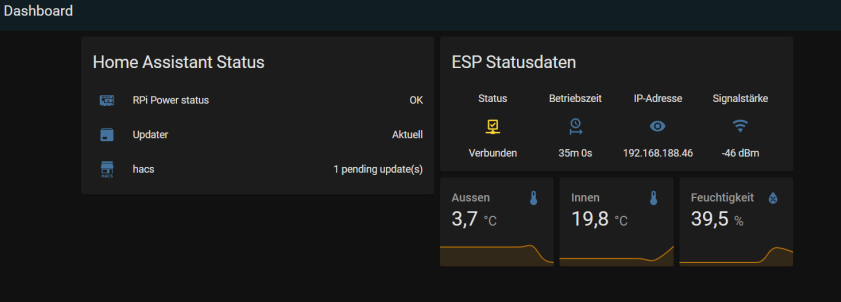 Dashboard
Home Assistant Status
RPi Power status OK
Updater Aktuell
HACS hacs 1 pending update(s)
ESP Statusdaten
Status Betriebszeit IP-Adresse Signalstärke
Verbunden 35m 0s 192.168.188.46 -46 dBm
Aussen
3,7 °C
Innen
19,8 °C
Feuchtigkeit
39,5 %